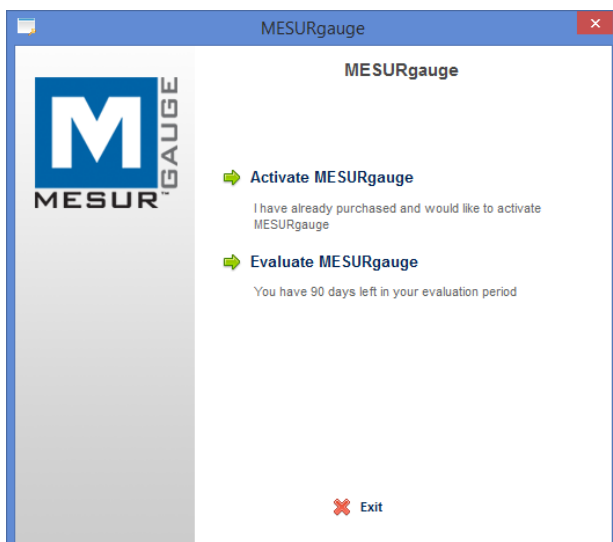 MESURgauge
MESURgauge
M
GAUGE
MESUR™
Activate MESURgauge
I have already purchased and would like to activate
MESURgauge
Evaluate MESURgauge
You have 90 days left in your evaluation period
Exit